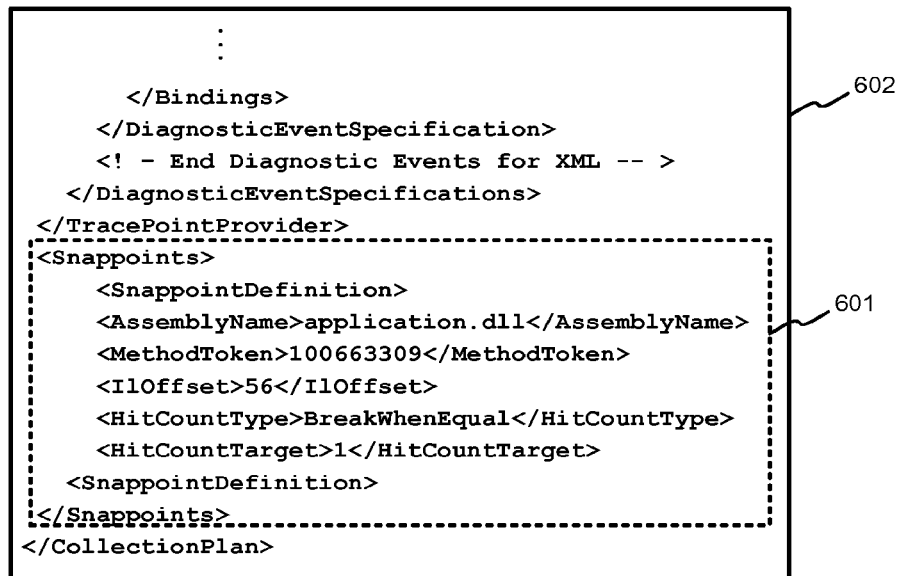 </Bindings>
</DiagnosticEventSpecification>
<! - End Diagnostic Events for XML -- >
</DiagnosticEventSpecifications>
</TracePointProvider>
<Snappoints>
<SnappointDefinition>
<AssemblyName>application.dll</AssemblyName>
<MethodToken>100663309</MethodToken>
<IlOffset>56</IlOffset>
<HitCountType>BreakWhenEqual</HitCountType>
<HitCountTarget>1</HitCountTarget>
<SnappointDefinition>
</Snappoints>
</CollectionPlan>
602
601